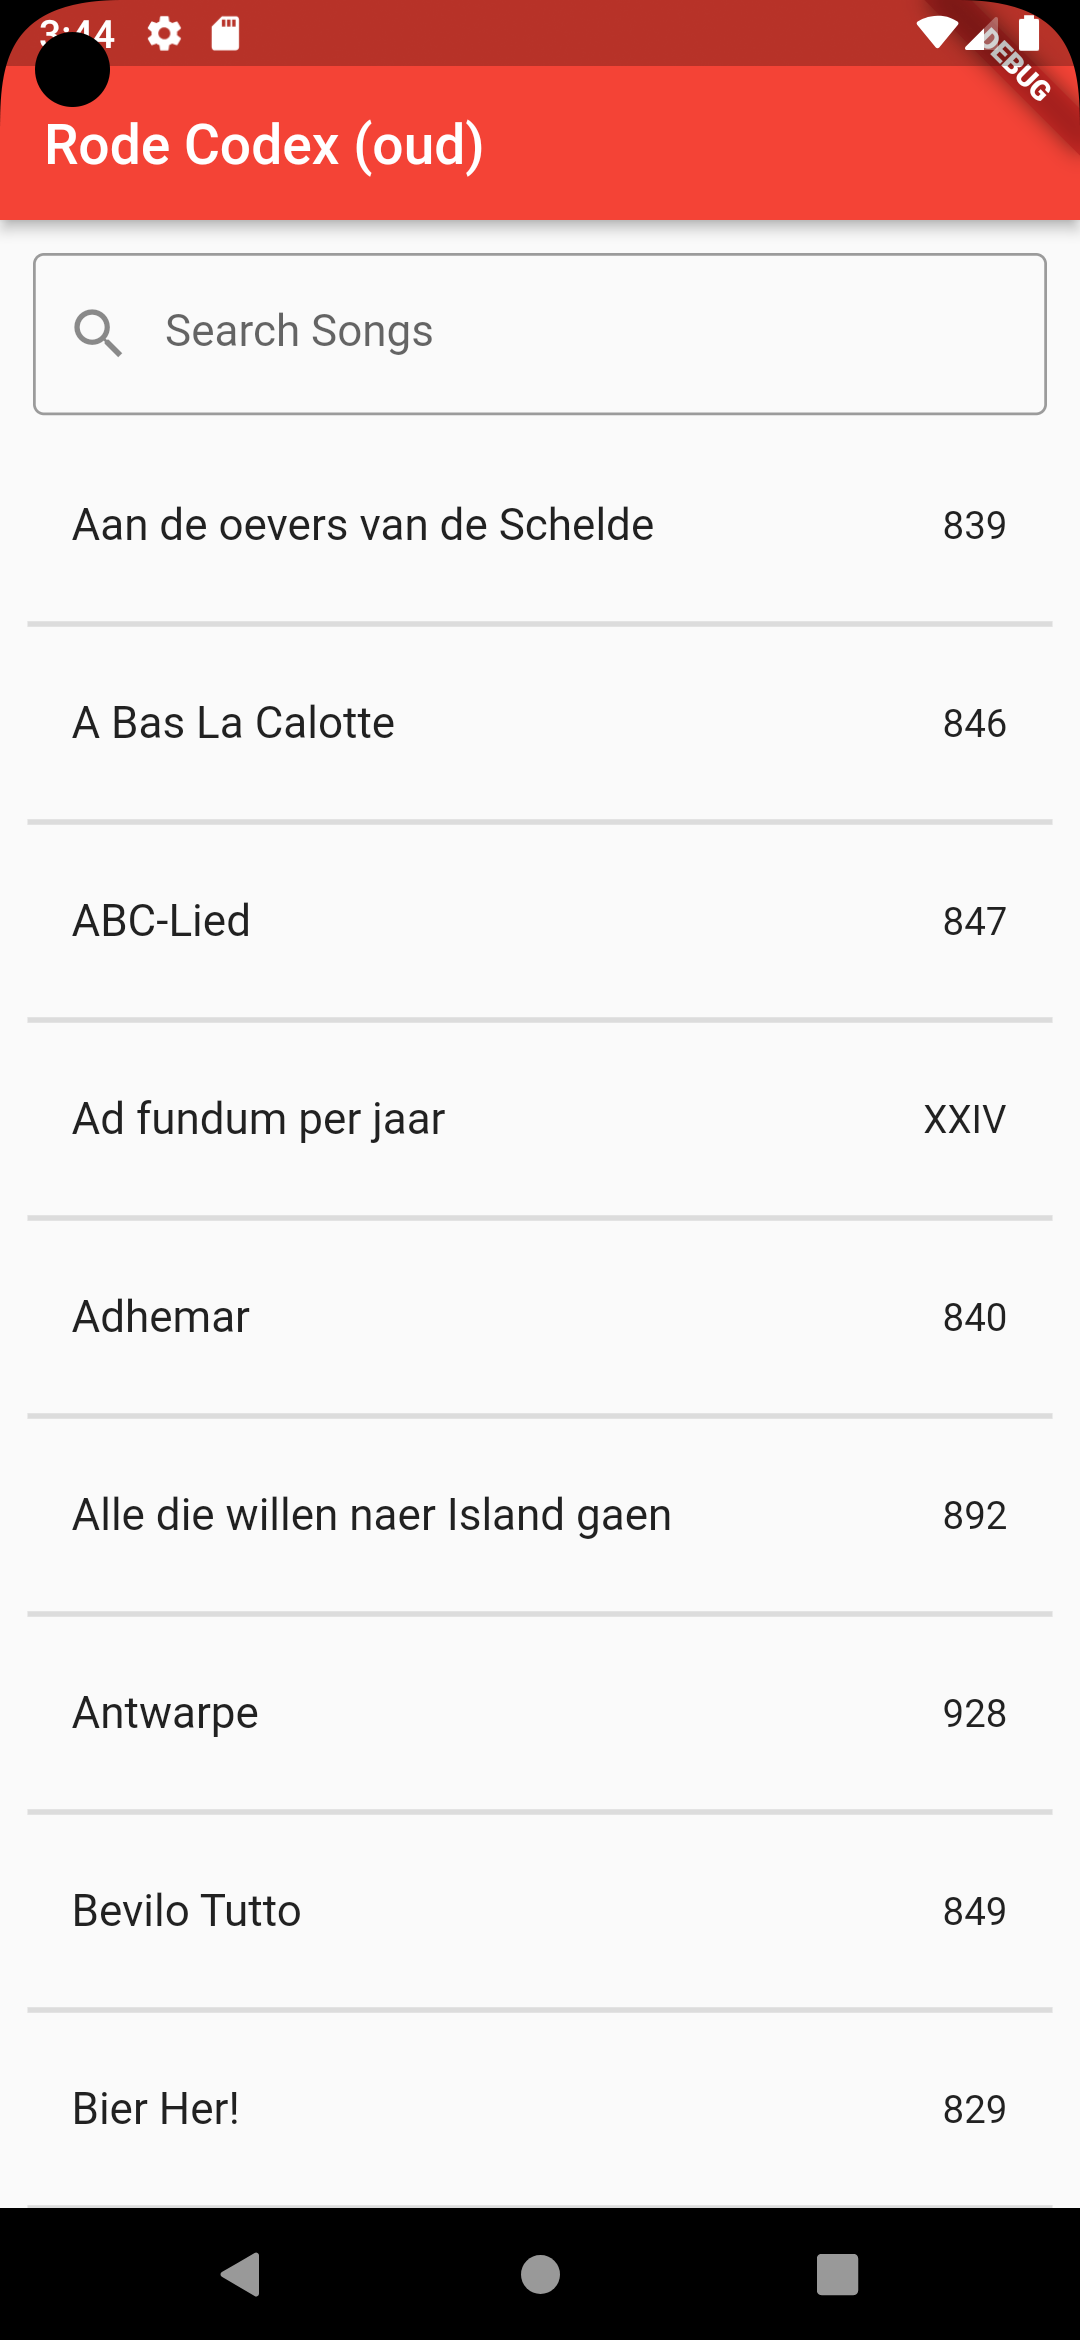 3:44
DEBUG
Rode Codex (oud)
Search Songs
Aan de oevers van de Schelde 839
A Bas La Calotte 846
ABC-Lied 847
Ad fundum per jaar XXIV
Adhemar 840
Alle die willen naer Island gaen 892
Antwarpe 928
Bevilo Tutto 849
Bier Her! 829